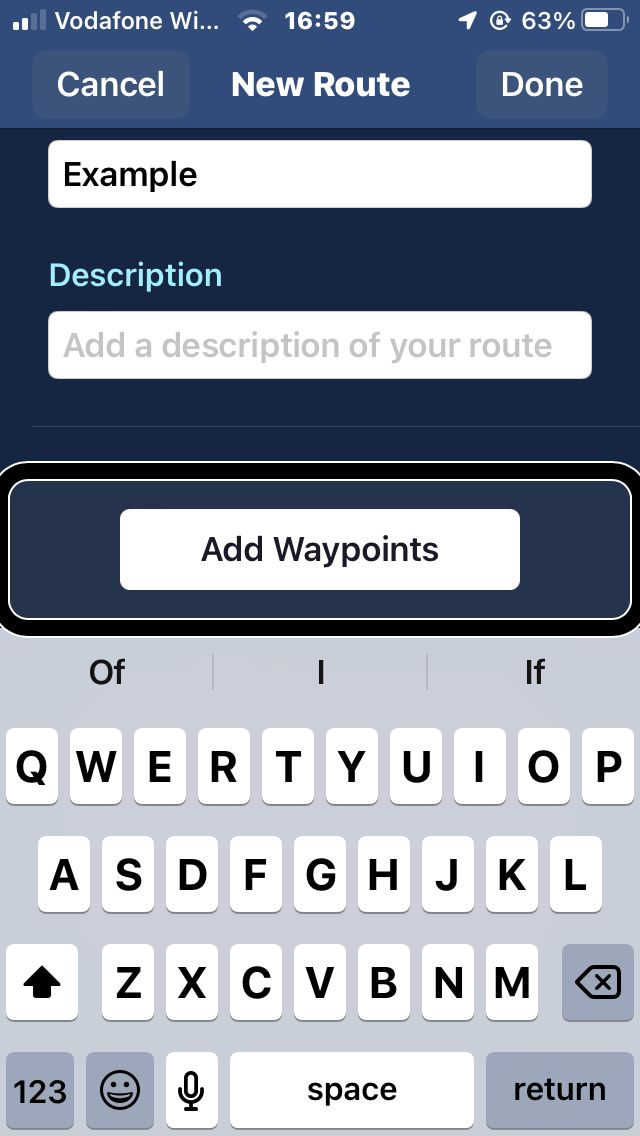 Vodafone Wi... 16:59 63%
Cancel New Route Done
Example
Description
Add a description of your route
Add Waypoints
Of I If
Q W E R T Y U I O P
A S D F G H J K L
Z X C V B N M
123 space return